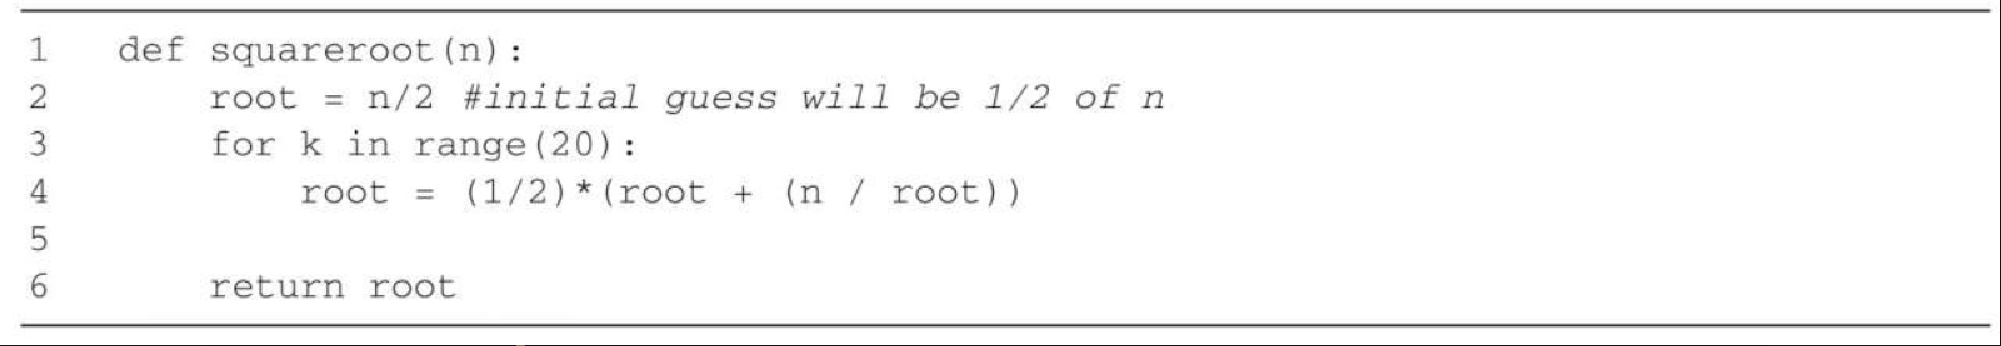 1 def squareroot(n):
2 root = n/2 #initial guess will be 1/2 of n
3 for k in range(20):
4 root = (1/2)*(root + (n / root))
5
6 return root